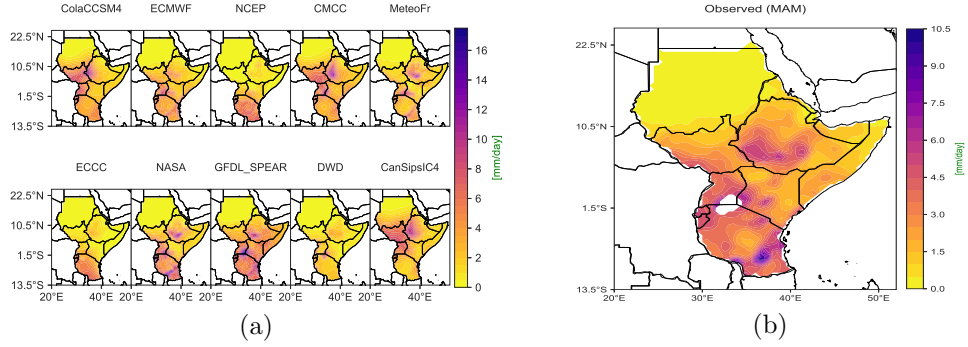 ColaCCSM4 ECMWF NCEP CMCC MeteoFr
22.5°N
10.5°N
1.5°S
13.5°S
ECCC NASA GFDL_SPEAR DWD CanSipsIC4
22.5°N
10.5°N
1.5°S
13.5°S
20°E 40°E 20°E 40°E 20°E 40°E 20°E 40°E 20°E 40°E
16
14
12
10
8
6
4
2
0
[mm/day]
(a)
Observed (MAM)
22.5°N
10.5°N
1.5°S
13.5°S
20°E 30°E 40°E 50°E
10.5
9.0
7.5
6.0
4.5
3.0
1.5
0.0
[mm/day]
(b)